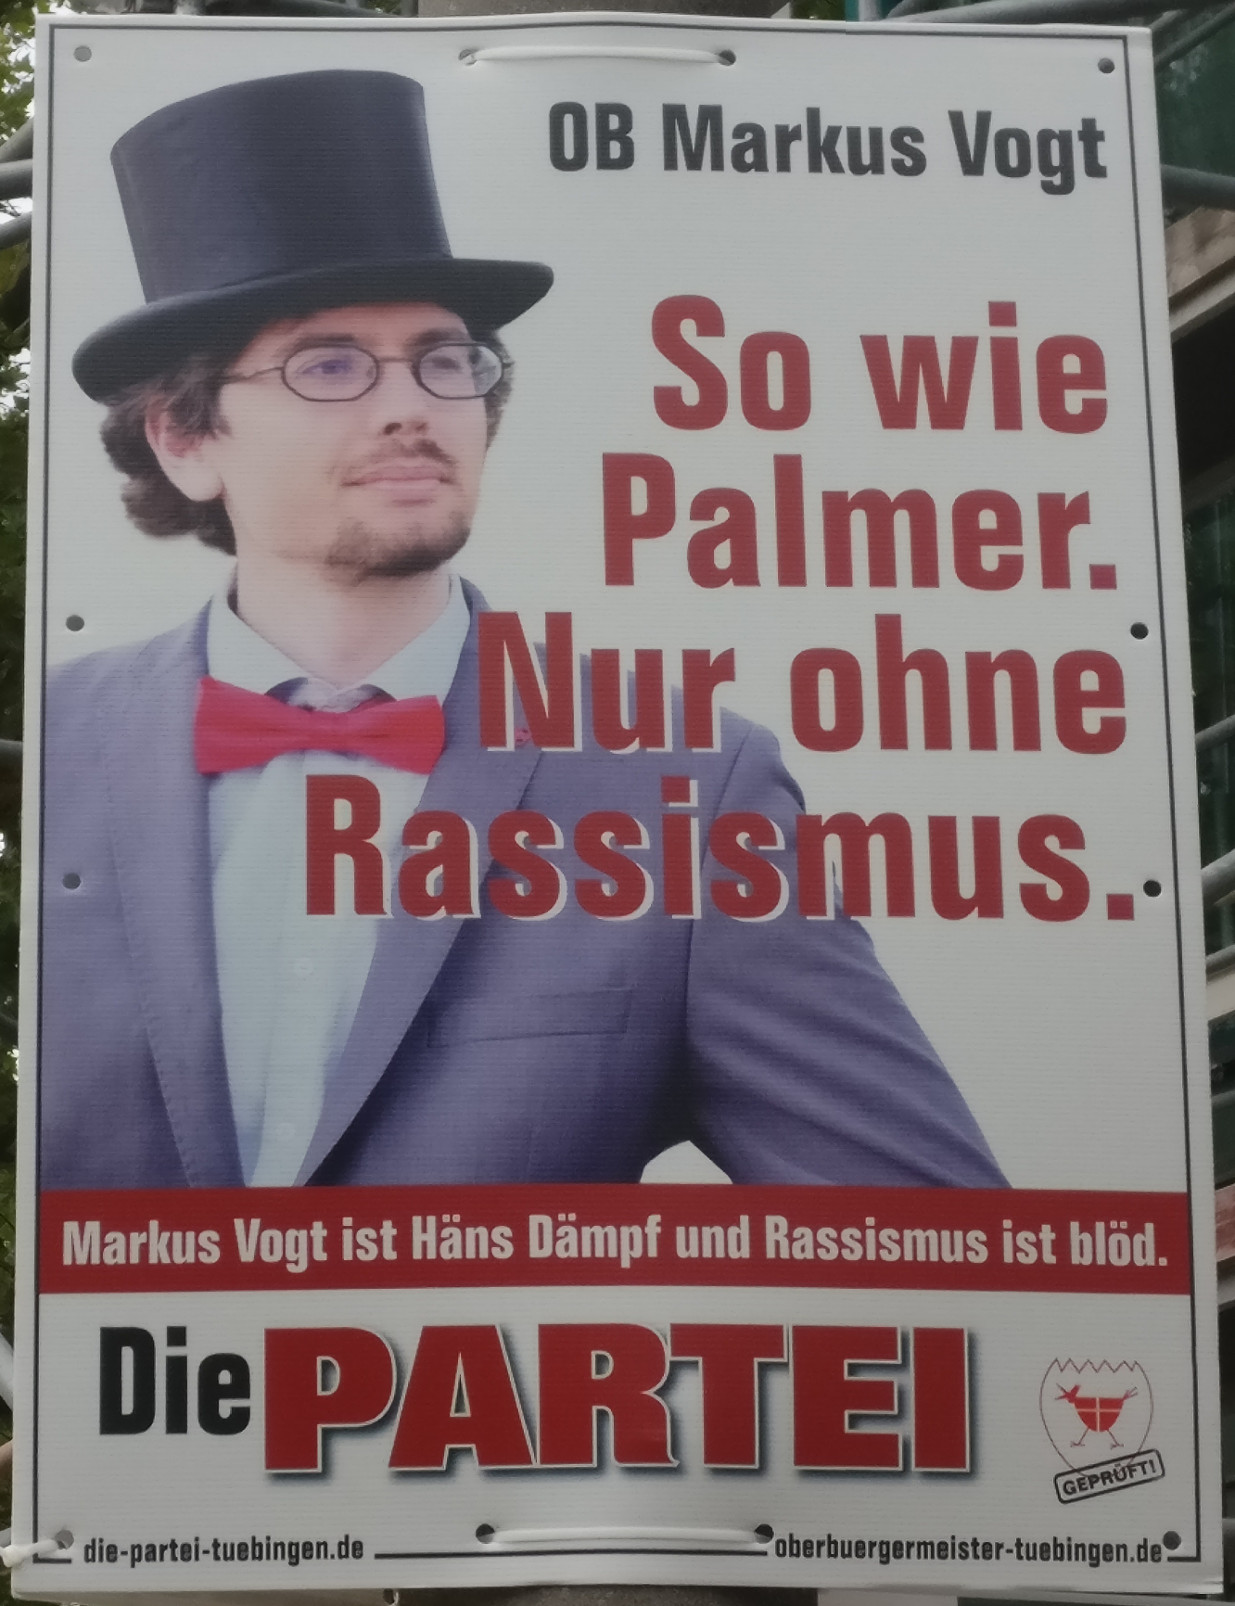 OB Markus Vogt
So wie
Palmer.
Nur ohne
Rassismus.
Markus Vogt ist Häns Dämpf und Rassismus ist blöd.
Die PARTEI
GEPRÜFT!
die-partei-tuebingen.de
oberbuergermeister-tuebingen.de